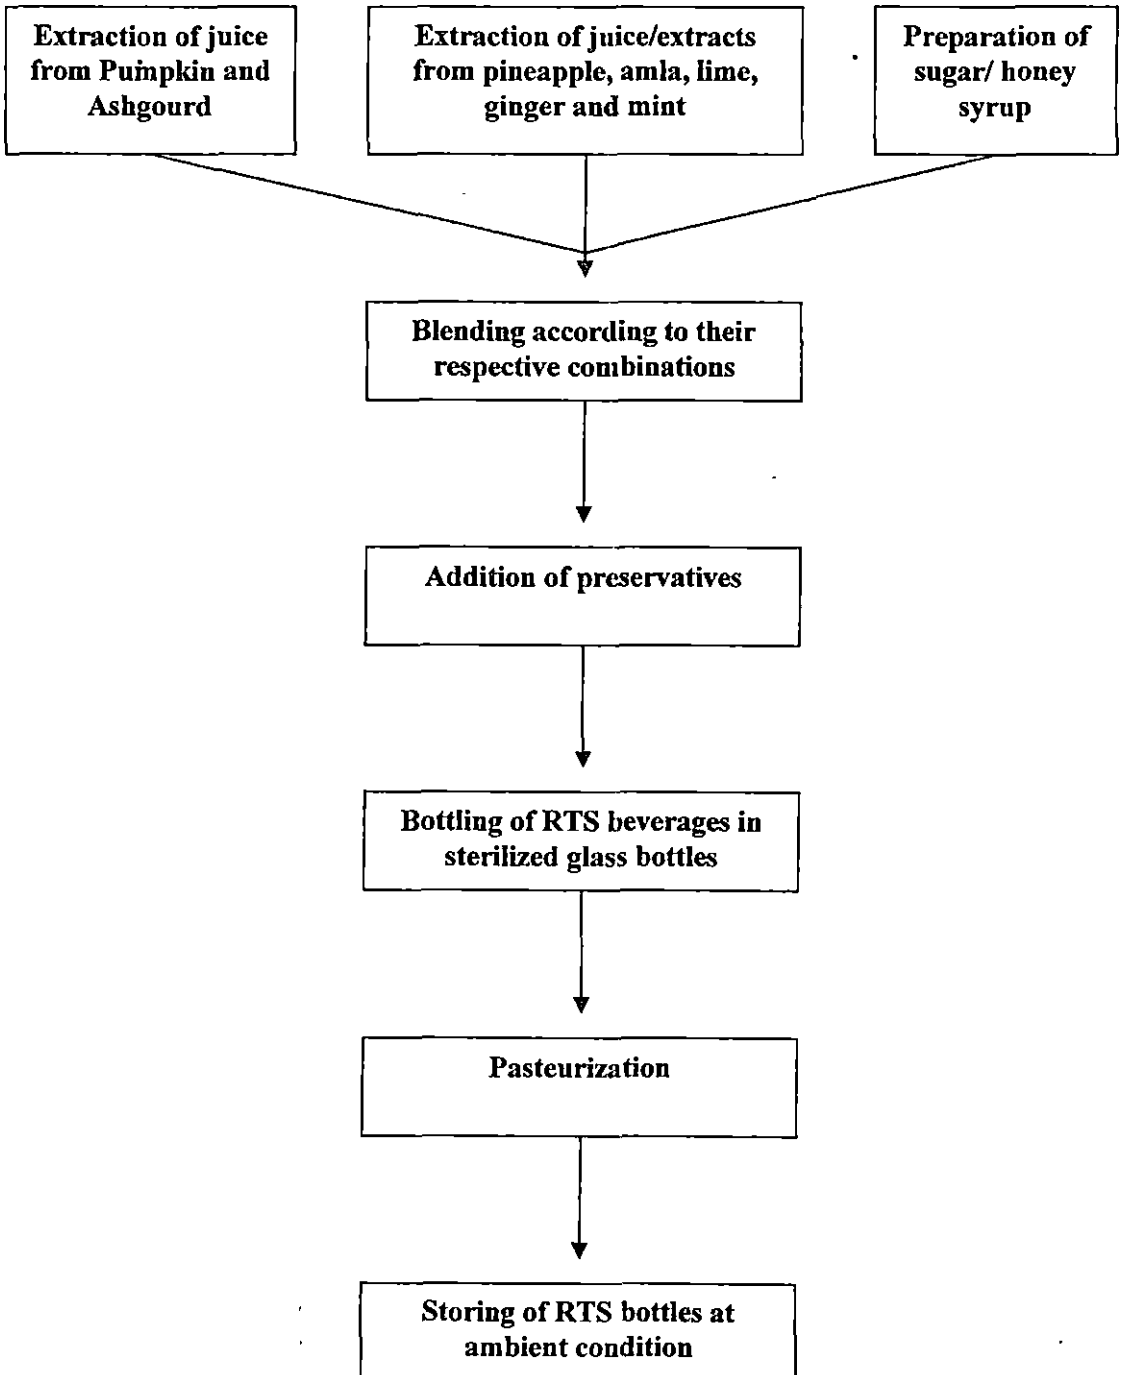 Extraction of juice
from Pumpkin and
Ashgourd
Extraction of juice/extracts
from pineapple, amla, lime,
ginger and mint
Preparation of
sugar/ honey
syrup
Blending according to their
respective combinations
Addition of preservatives
Bottling of RTS beverages in
sterilized glass bottles
Pasteurization
Storing of RTS bottles at
ambient condition